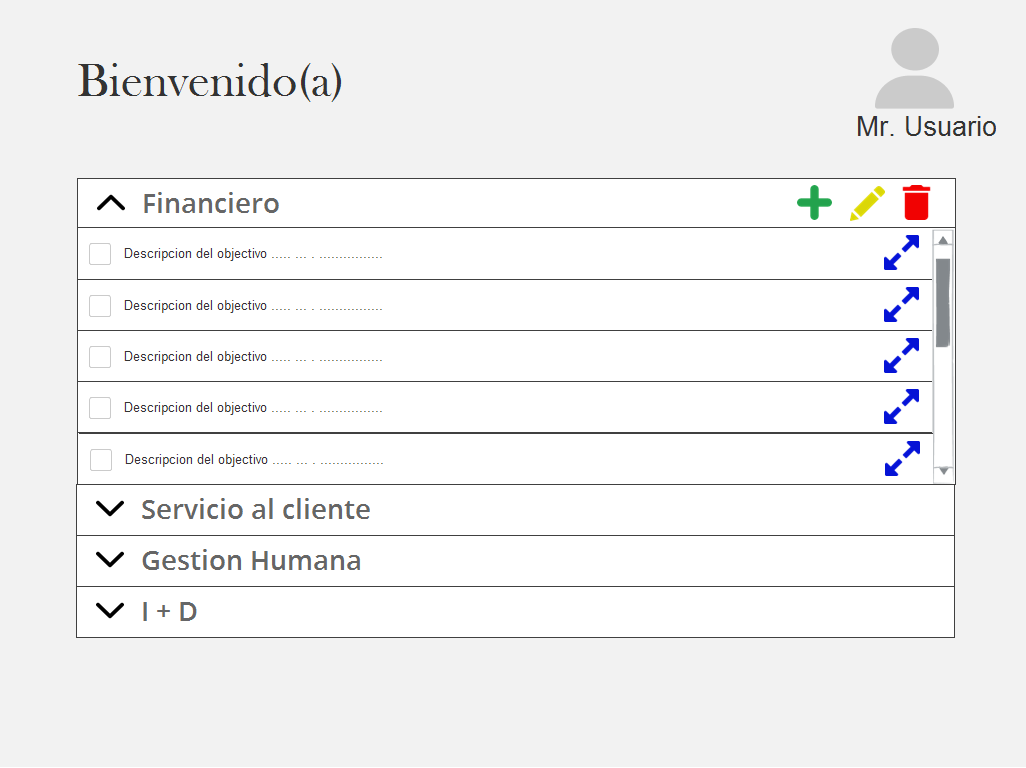 Bienvenido(a)
Mr. Usuario
Financiero
Descripcion del objectivo ..... ... . ................
Descripcion del objectivo ..... ... . ................
Descripcion del objectivo ..... ... . ................
Descripcion del objectivo ..... ... . ................
Descripcion del objectivo ..... ... . ................
Servicio al cliente
Gestion Humana
I + D